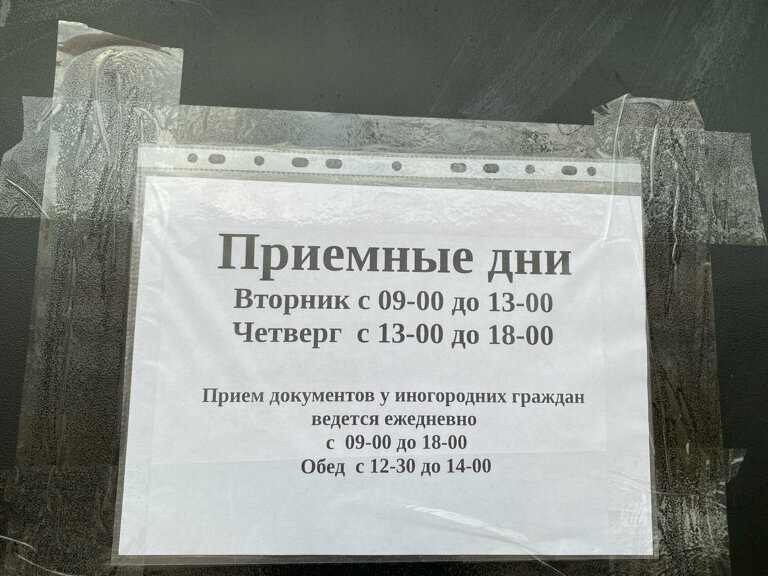 Приемные дни
Вторник с 09-00 до 13-00
Четверг с 13-00 до 18-00
Прием документов у иногородних граждан
ведется ежедневно
с 09-00 до 18-00
Обед с 12-30 до 14-00